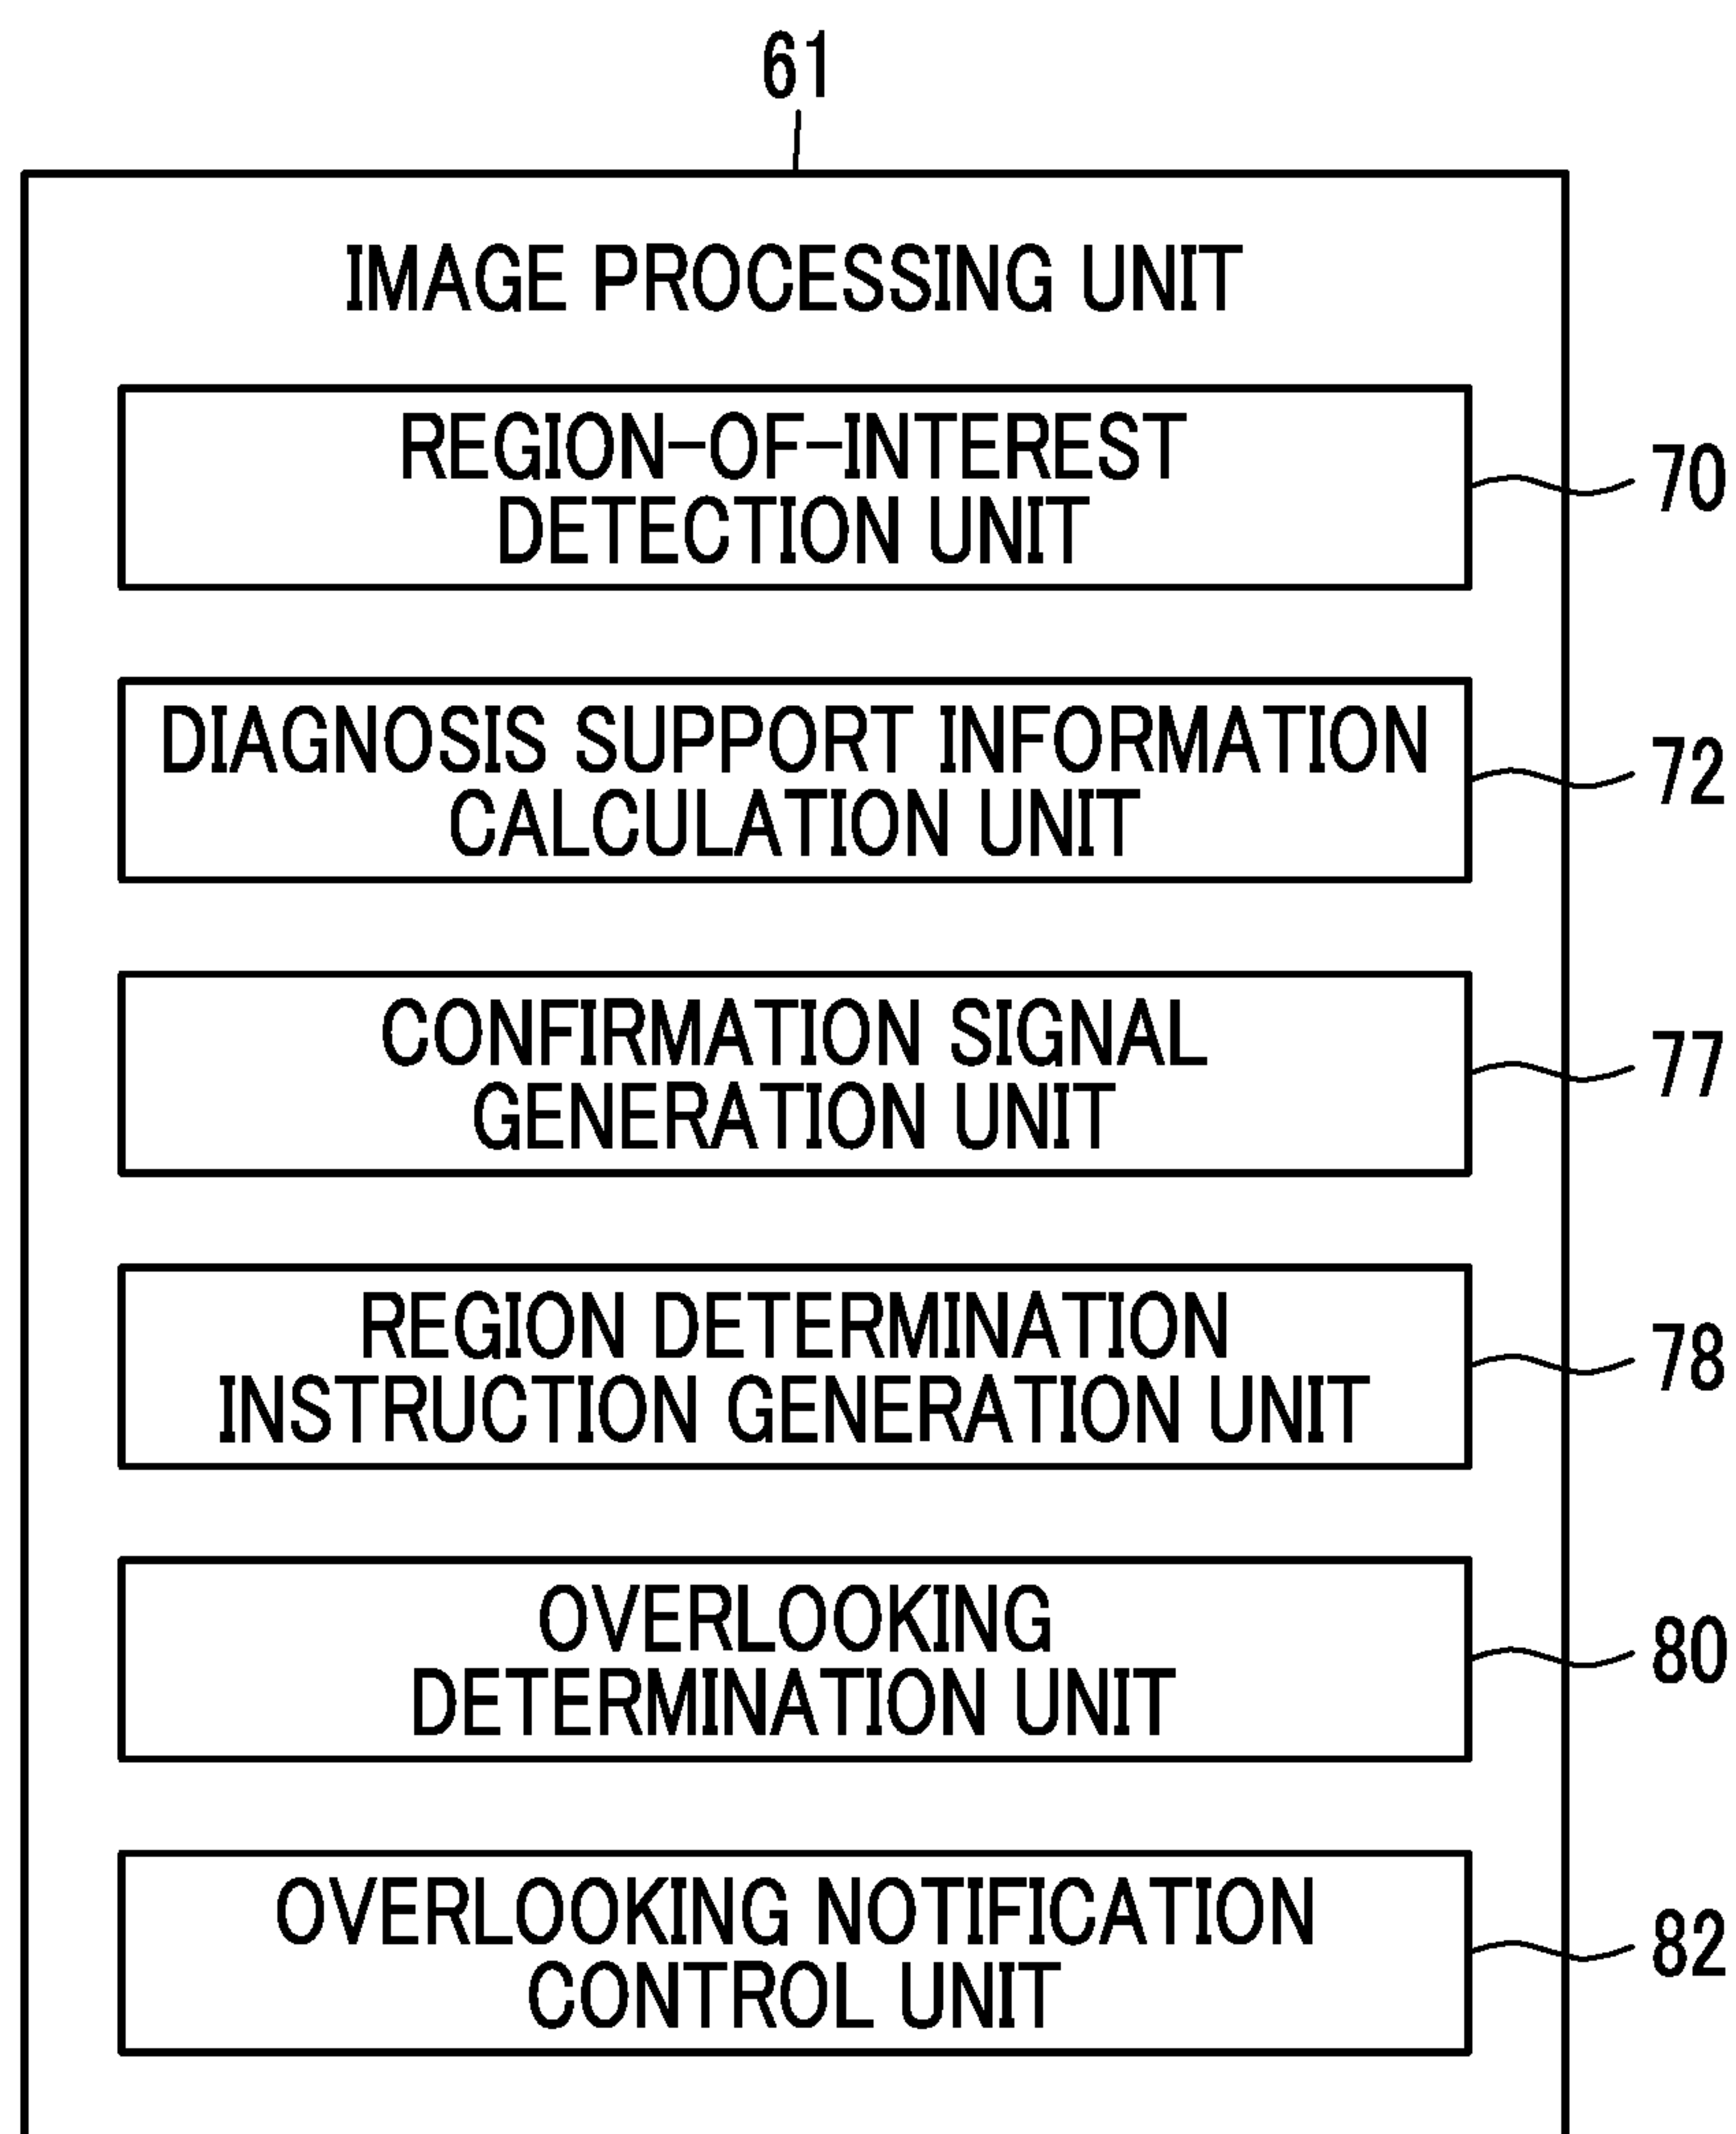 61
IMAGE PROCESSING UNIT
REGION-OF-INTEREST
DETECTION UNIT
70
DIAGNOSIS SUPPORT INFORMATION
CALCULATION UNIT
72
CONFIRMATION SIGNAL
GENERATION UNIT
77
REGION DETERMINATION
INSTRUCTION GENERATION UNIT
78
OVERLOOKING
DETERMINATION UNIT
80
OVERLOOKING NOTIFICATION
CONTROL UNIT
82